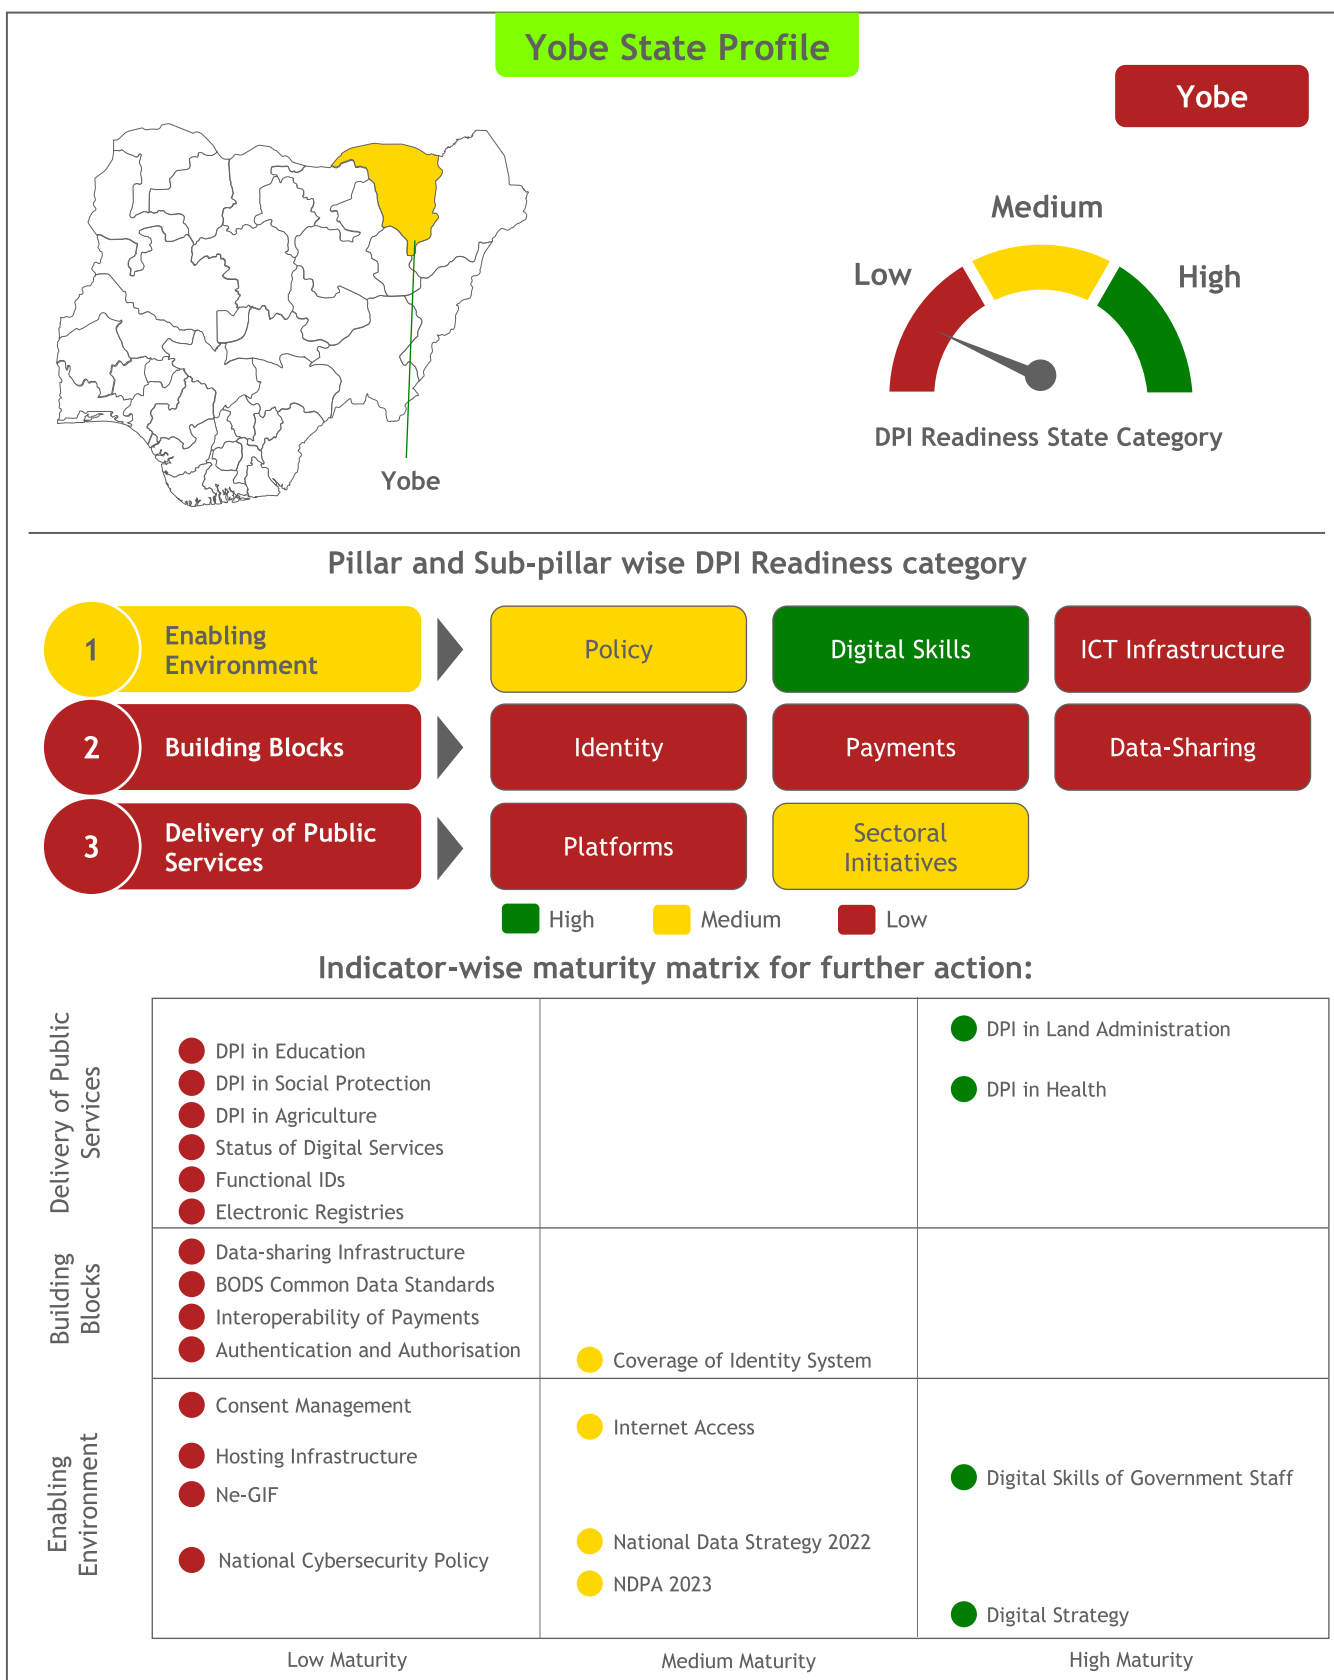 Yobe State Profile
Yobe
Medium
Low
High
DPI Readiness State Category
Yobe
Pillar and Sub-pillar wise DPI Readiness category
1
Enabling
Environment
Policy
Digital Skills
ICT Infrastructure
2
Building Blocks
Identity
Payments
Data-Sharing
3
Delivery of Public
Services
Platforms
Sectoral
Initiatives
High
Medium
Low
Indicator-wise maturity matrix for further action:
Delivery of Public
Services
DPI in Education
DPI in Social Protection
DPI in Agriculture
Status of Digital Services
Functional IDs
Electronic Registries
DPI in Land Administration
DPI in Health
Building
Blocks
Data-sharing Infrastructure
BODS Common Data Standards
Interoperability of Payments
Authentication and Authorisation
Coverage of Identity System
Enabling
Environment
Consent Management
Hosting Infrastructure
Ne-GIF
National Cybersecurity Policy
Internet Access
National Data Strategy 2022
NDPA 2023
Digital Skills of Government Staff
Digital Strategy
Low Maturity
Medium Maturity
High Maturity